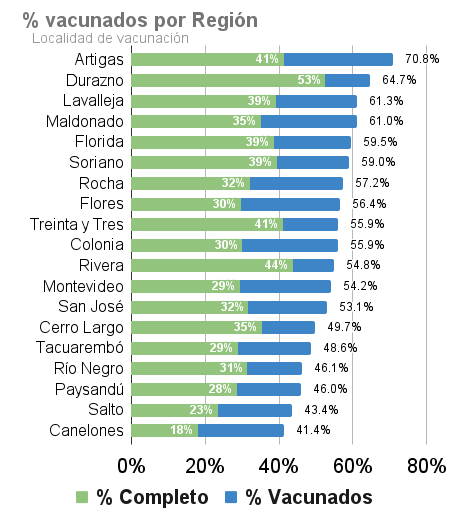 % vacunados por Región
Localidad de vacunación
Artigas 41% 70.8%
Durazno 53% 64.7%
Lavalleja 39% 61.3%
Maldonado 35% 61.0%
Florida 39% 59.5%
Soriano 39% 59.0%
Rocha 32% 57.2%
Flores 30% 56.4%
Treinta y Tres 41% 55.9%
Colonia 30% 55.9%
Rivera 44% 54.8%
Montevideo 29% 54.2%
San José 32% 53.1%
Cerro Largo 35% 49.7%
Tacuarembó 29% 48.6%
Río Negro 31% 46.1%
Paysandú 28% 46.0%
Salto 23% 43.4%
Canelones 18% 41.4%
0% 20% 40% 60% 80%
% Completo % Vacunados